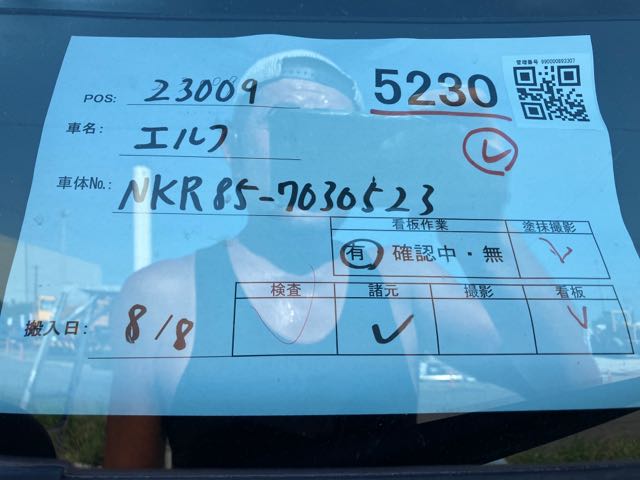 管理番号 990000893307
POS: 23009 5230
車名: エルフ
車体No.: NKR85-7030523
看板作業 塗抹撮影
有・確認中・無
検査 諸元 撮影 看板
搬入日: 8/8